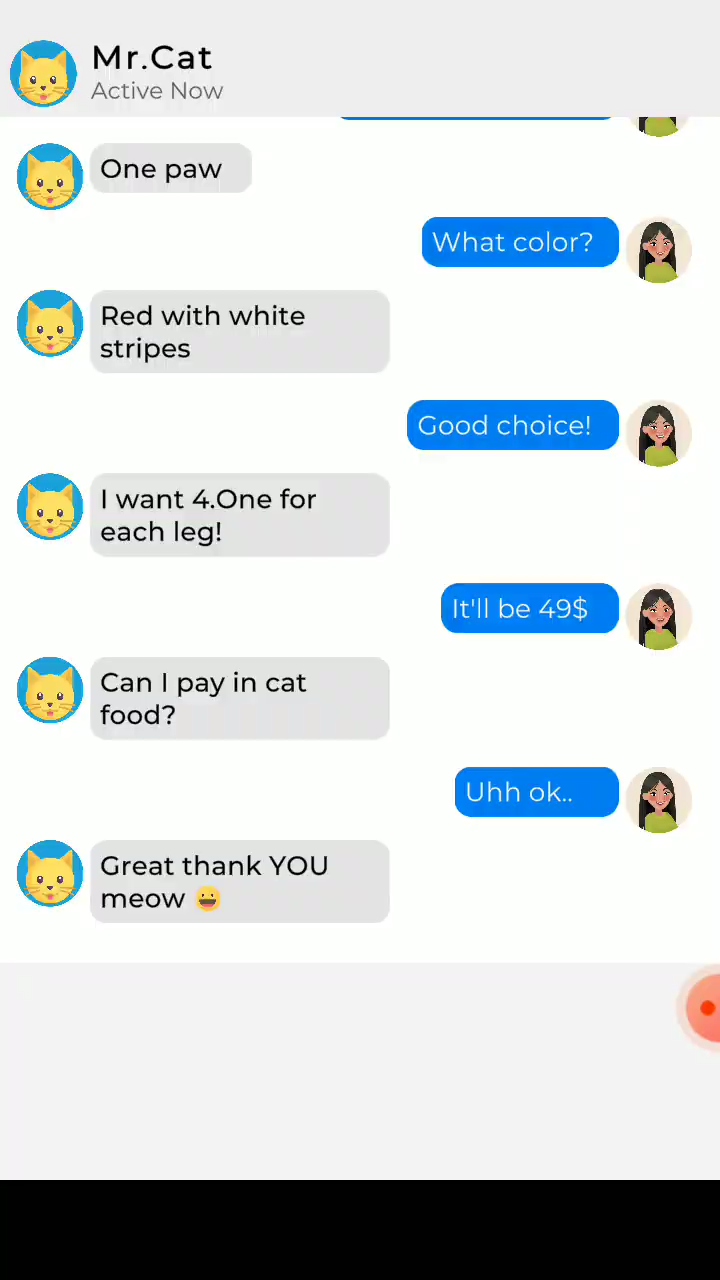 Mr.Cat
Active Now
One paw
What color?
Red with white
stripes
Good choice!
I want 4.One for
each leg!
It'll be 49$
Can I pay in cat
food?
Uhh ok..
Great thank YOU
meow 😀